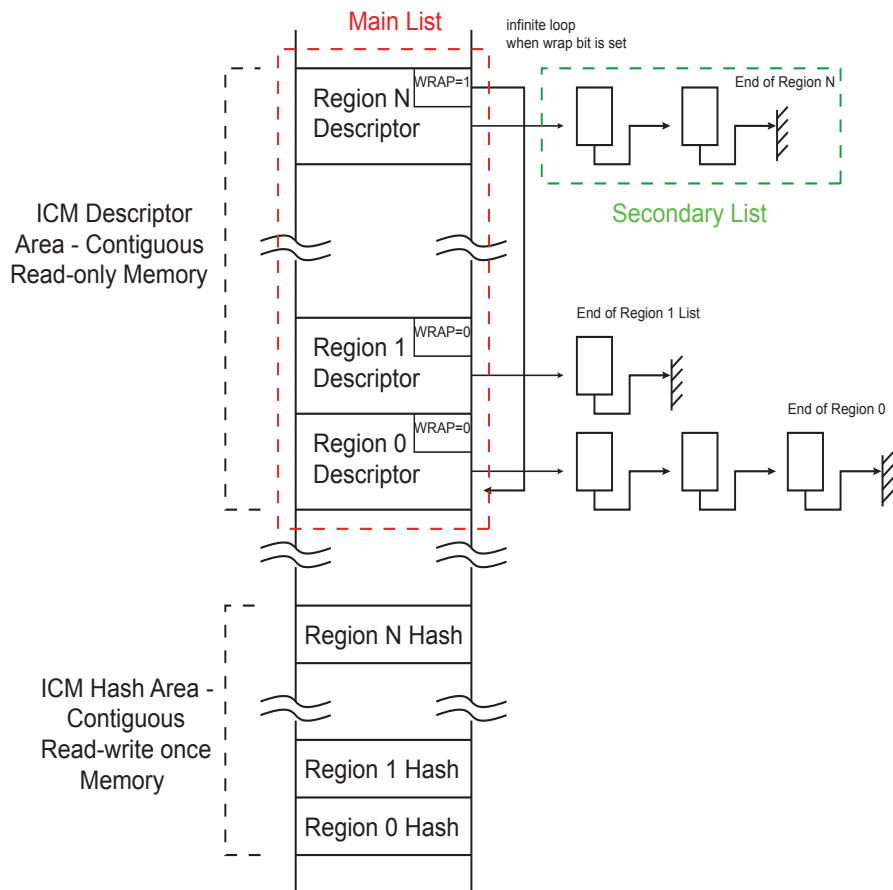 Main List
infinite loop
when wrap bit is set
WRAP=1
Region N
Descriptor
End of Region N
Secondary List
ICM Descriptor
Area - Contiguous
Read-only Memory
End of Region 1 List
WRAP=0
Region 1
Descriptor
End of Region 0
WRAP=0
Region 0
Descriptor
Region N Hash
ICM Hash Area -
Contiguous
Read-write once
Memory
Region 1 Hash
Region 0 Hash